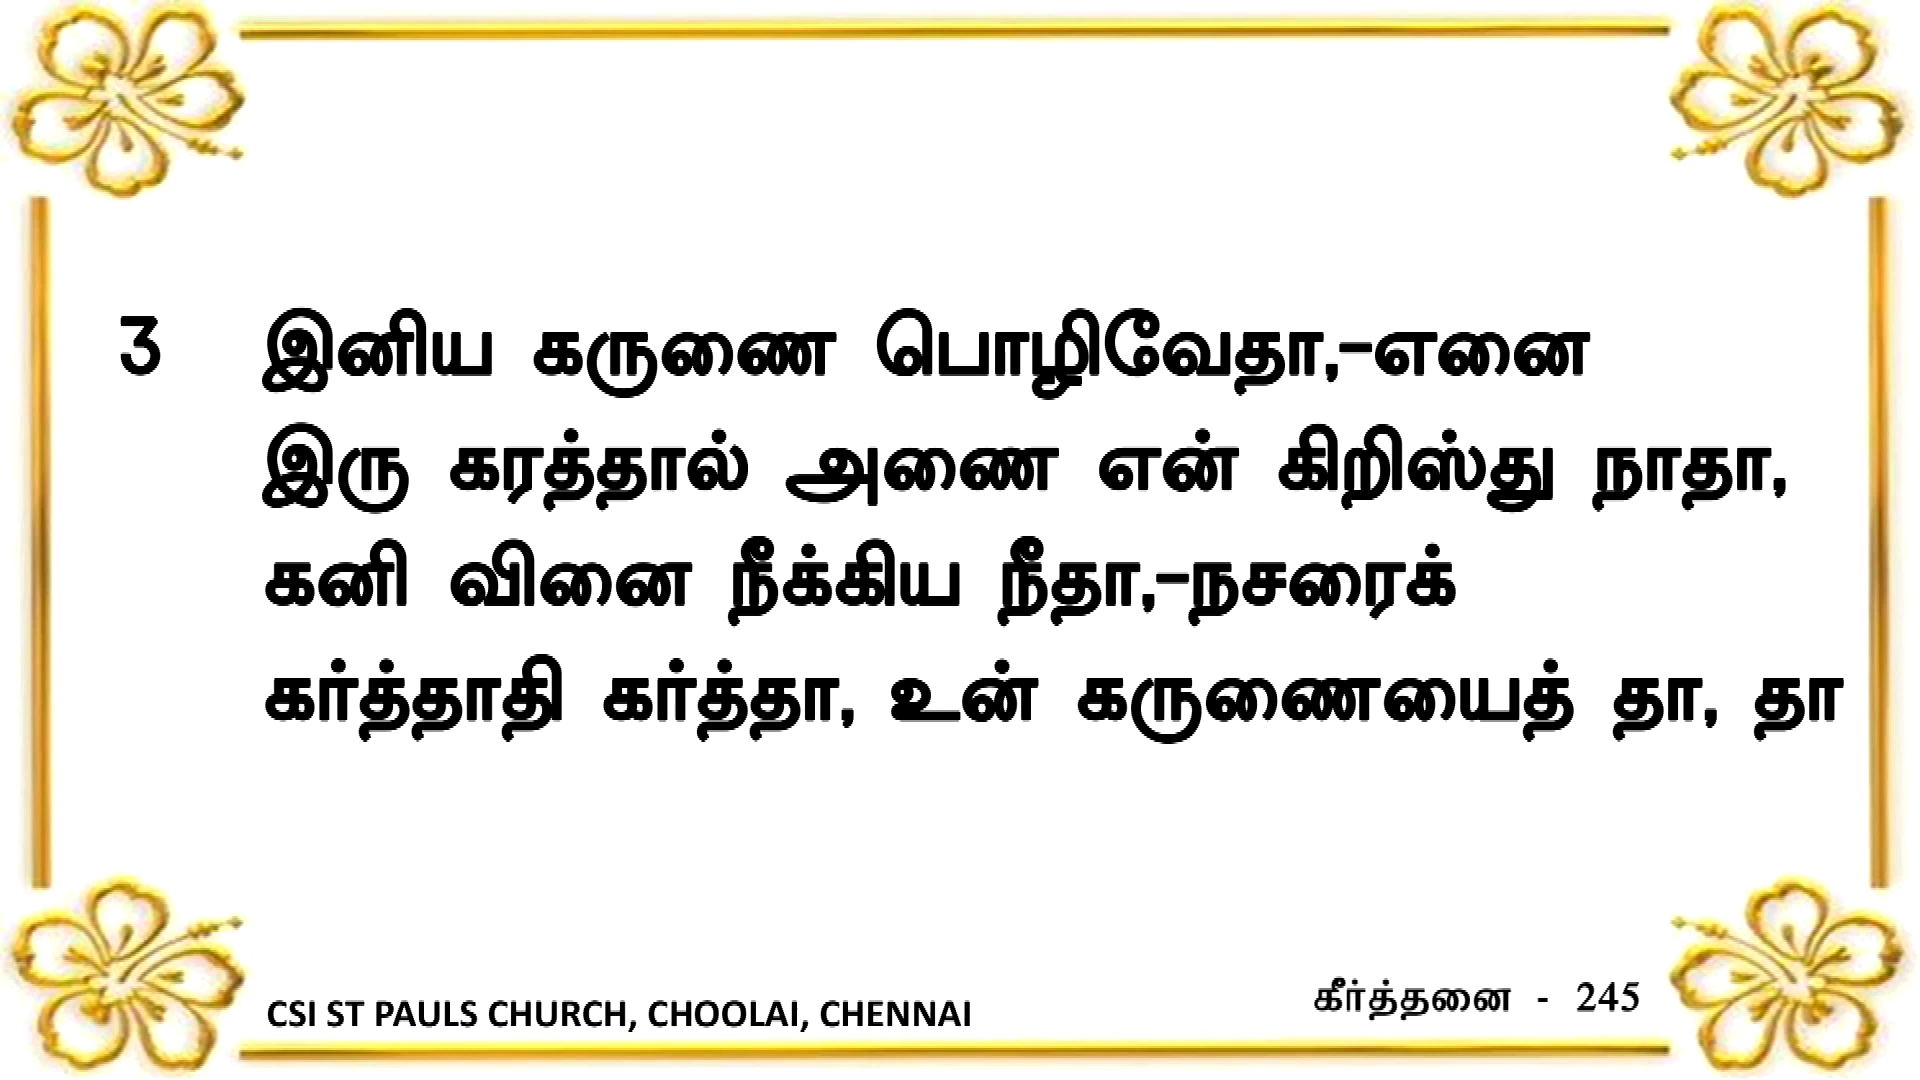 3 இனிய கருணை பொழிவேதா,-எனை
இரு கரத்தால் அணை என் கிறிஸ்து நாதா,
கனி வினை நீக்கிய நீதா,-நசரைக்
கர்த்தாதி கர்த்தா, உன் கருணையைத் தா, தா
CSI ST PAULS CHURCH, CHOOLAI, CHENNAI
கீர்த்தனை - 245